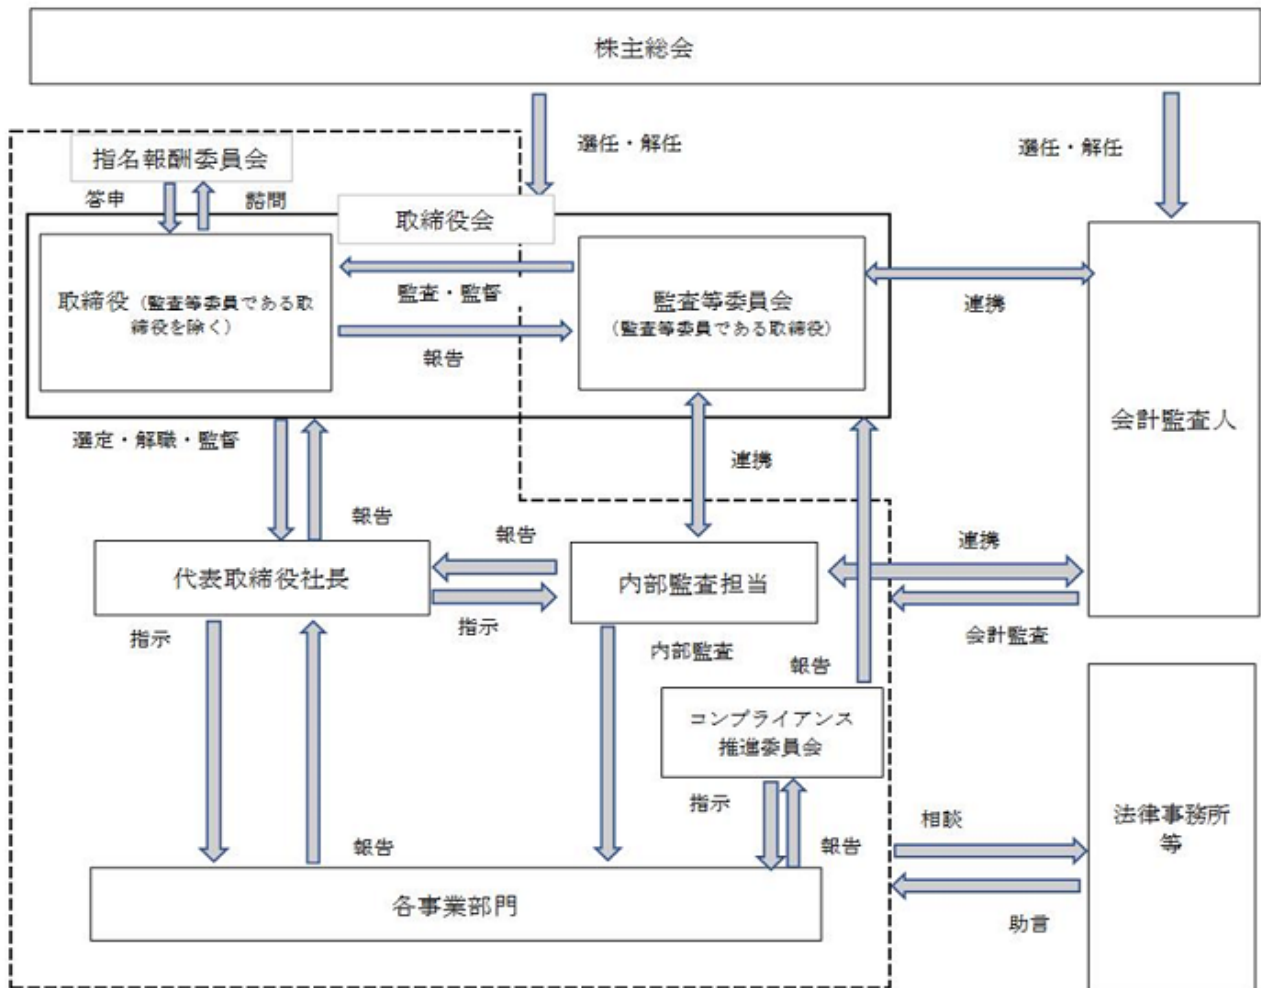 株主総会
選任・解任
選任・解任
指名報酬委員会
答申
諮問
取締役会
取締役（監査等委員である取
締役を除く）
監査・監督
報告
監査等委員会
（監査等委員である取締役）
連携
会計監査人
選定・解職・監督
報告
連携
報告
指示
代表取締役社長
内部監査担当
連携
会計監査
指示
内部監査
報告
コンプライアンス
推進委員会
指示
報告
報告
各事業部門
相談
助言
法律事務所
等